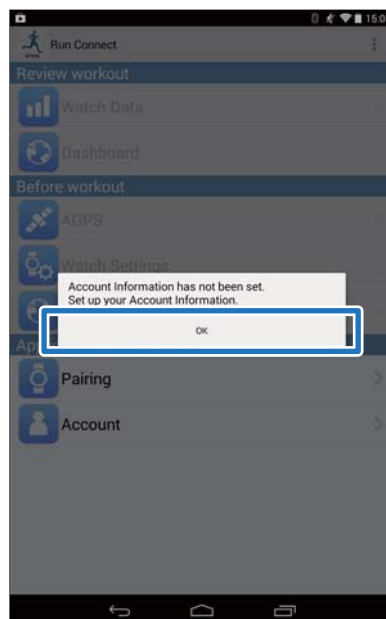 15:0
Run Connect
Review workout
Watch Data
Dashboard
Before workout
AGPS
Watch Settings
Account Information has not been set.
Set up your Account Information.
OK
Ap
Pairing
Account